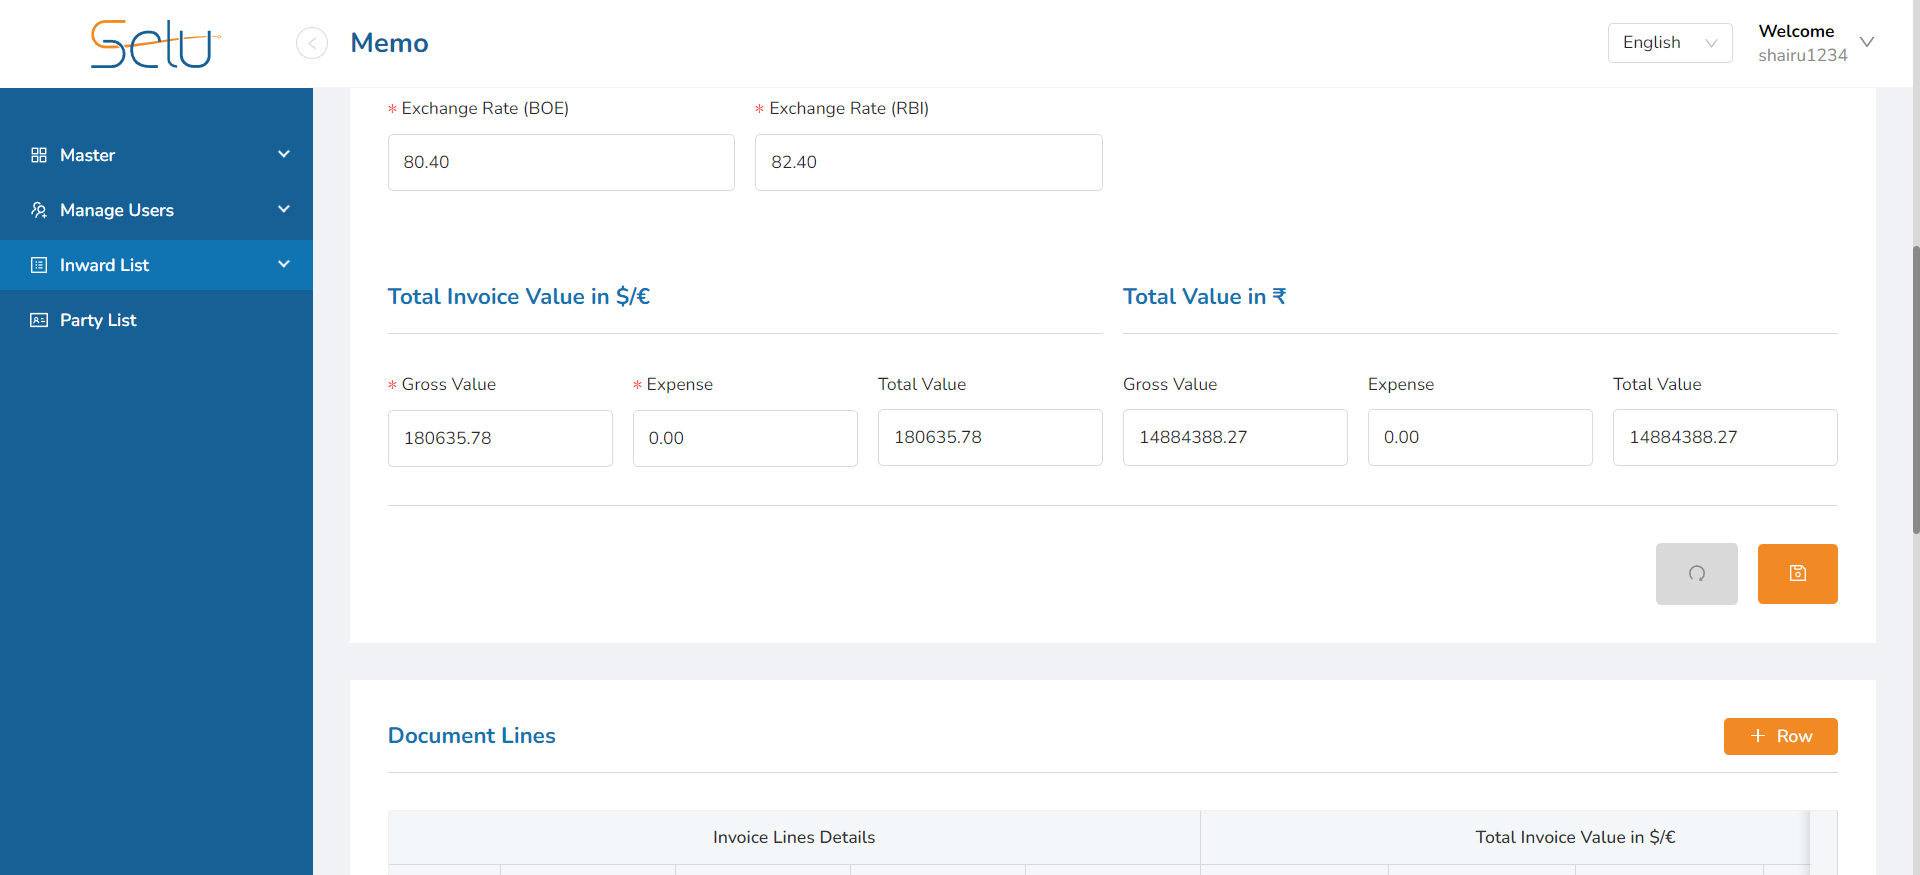 Setu
Memo
English
Welcome
shairu1234
Master
Manage Users
Inward List
Party List
* Exchange Rate (BOE)
* Exchange Rate (RBI)
80.40
82.40
Total Invoice Value in $/€
Total Value in ₹
* Gross Value
* Expense
Total Value
Gross Value
Expense
Total Value
180635.78
0.00
180635.78
14884388.27
0.00
14884388.27
Document Lines
+ Row
Invoice Lines Details
Total Invoice Value in $/€